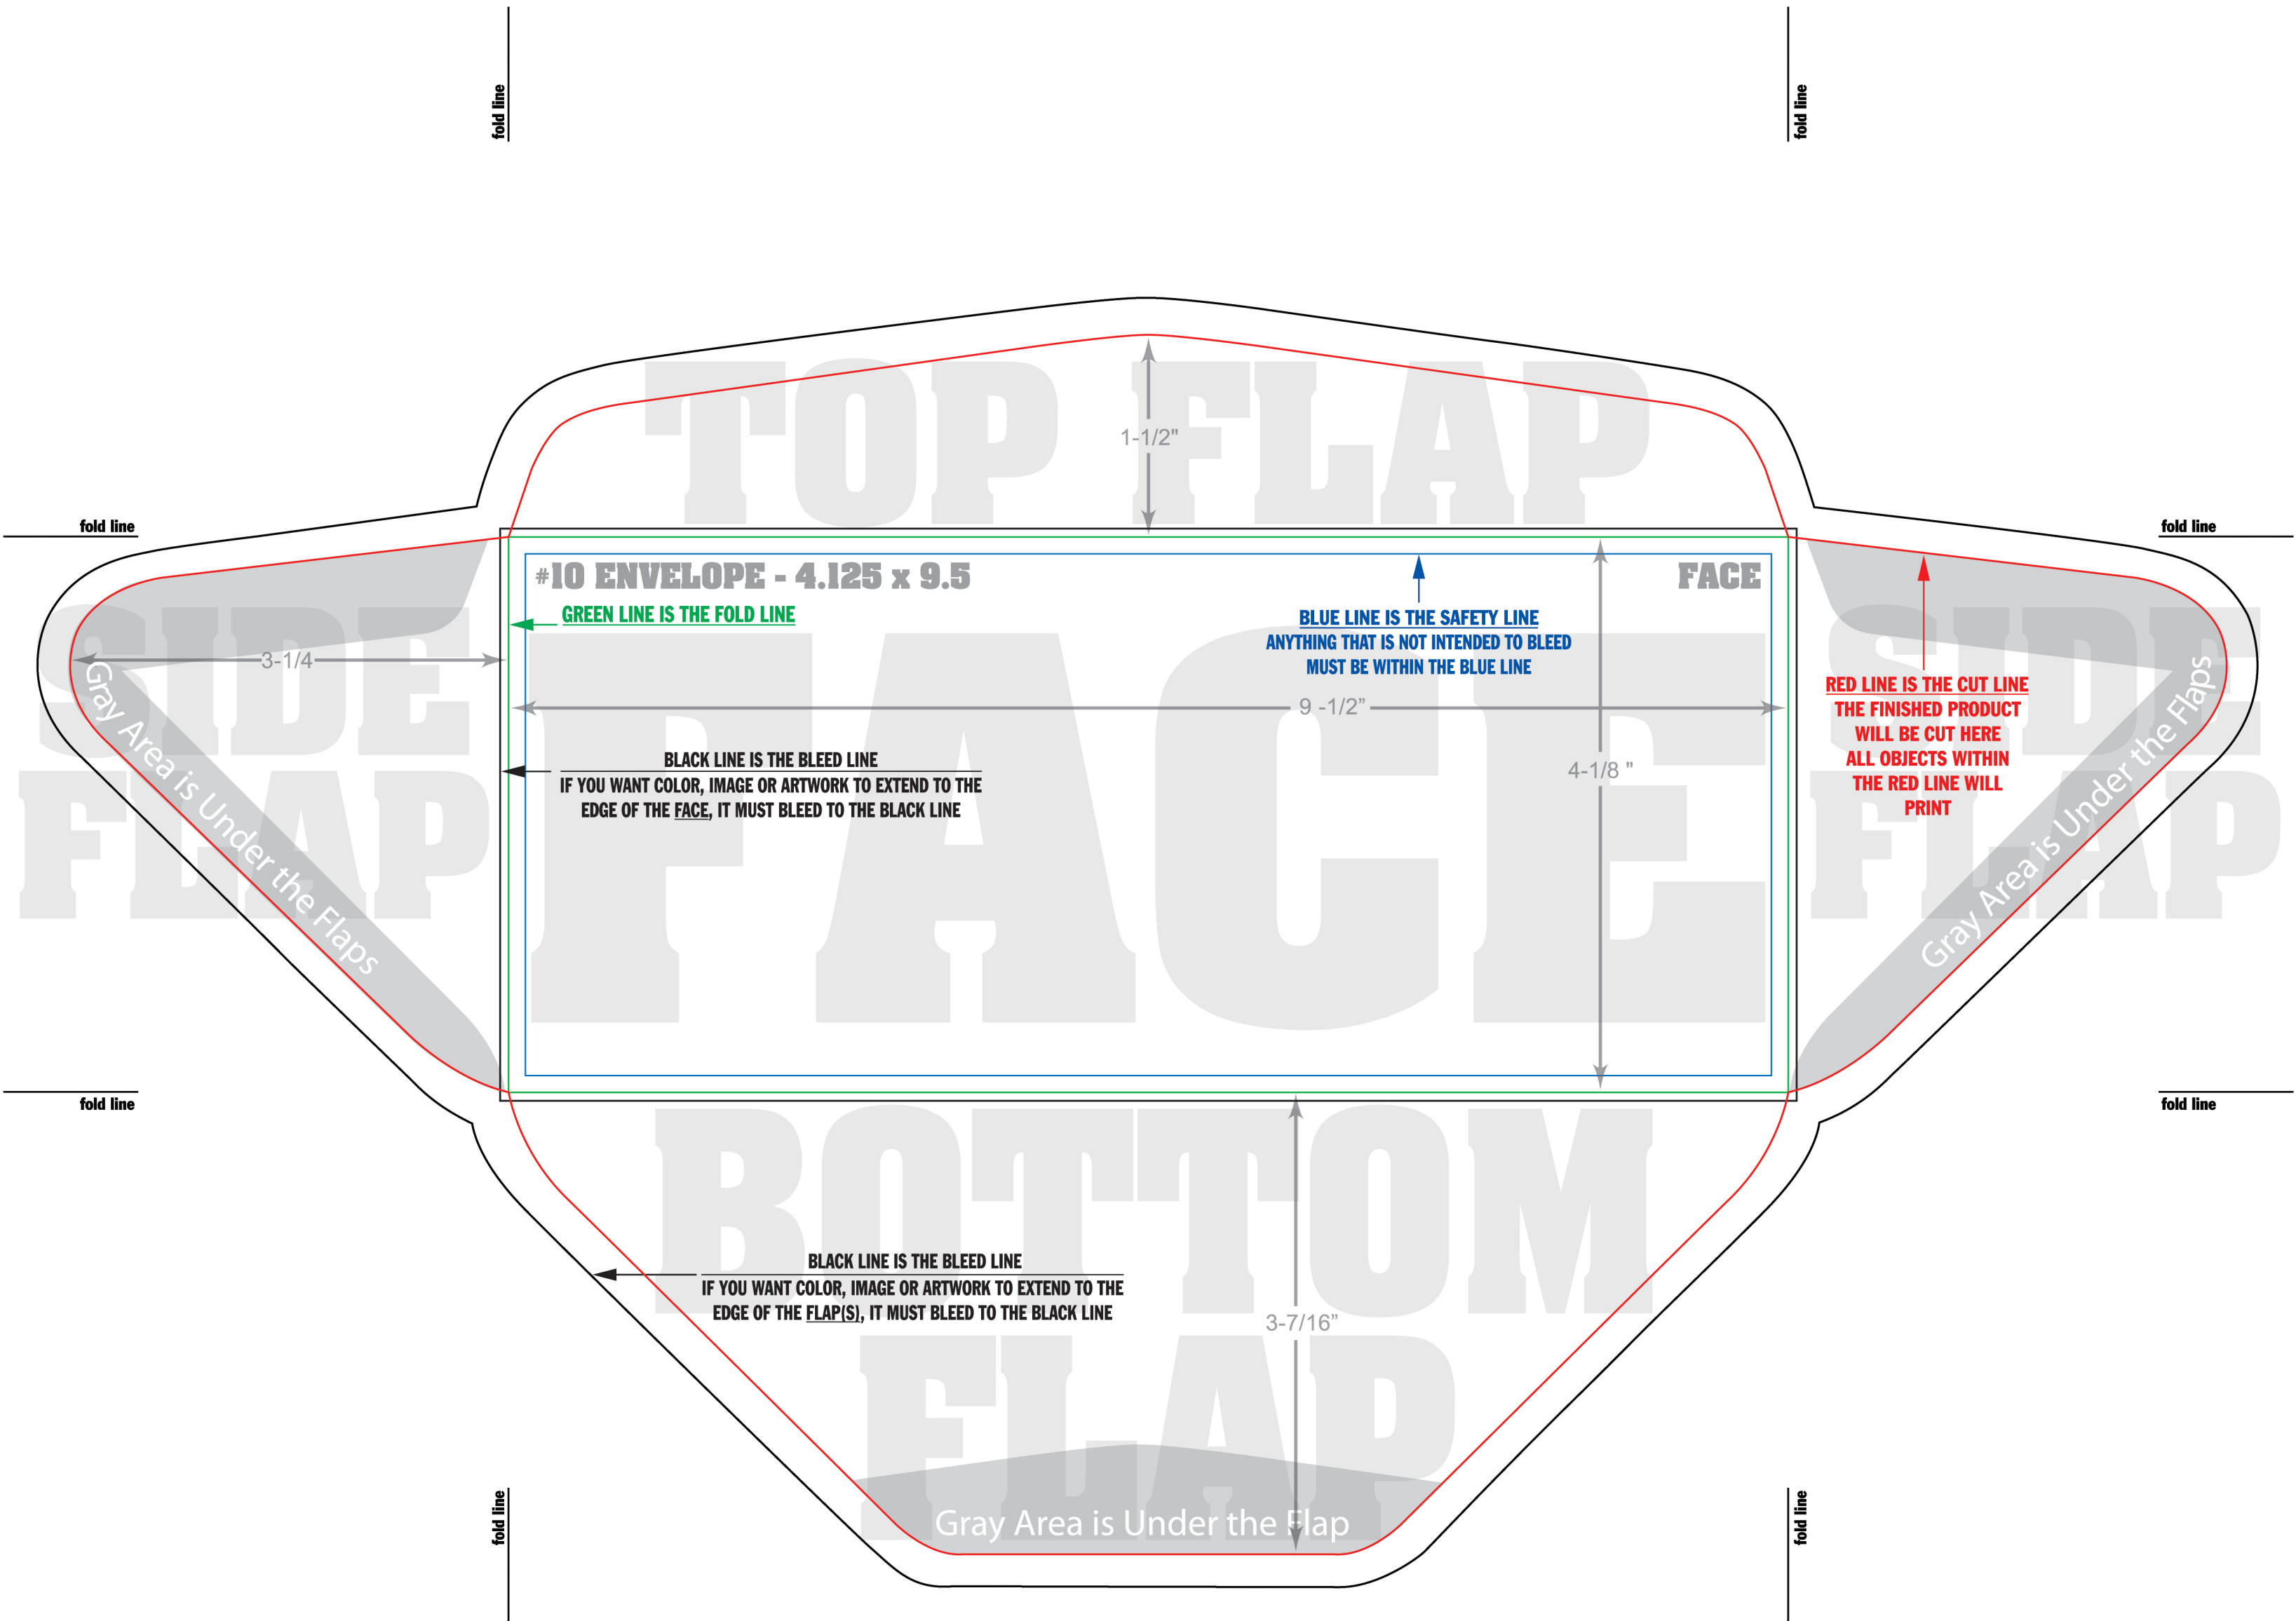 fold line
fold line
TOP FLAP
1-1/2"
fold line
fold line
#10 ENVELOPE - 4.125 x 9.5
FACE
GREEN LINE IS THE FOLD LINE
BLUE LINE IS THE SAFETY LINE
ANYTHING THAT IS NOT INTENDED TO BLEED
MUST BE WITHIN THE BLUE LINE
SIDE
FLAP
3-1/4
Gray Area is Under the Flaps
FACE
9 -1/2”
4-1/8 "
BLACK LINE IS THE BLEED LINE
IF YOU WANT COLOR, IMAGE OR ARTWORK TO EXTEND TO THE
EDGE OF THE FACE, IT MUST BLEED TO THE BLACK LINE
SIDE
FLAP
RED LINE IS THE CUT LINE
THE FINISHED PRODUCT
WILL BE CUT HERE
ALL OBJECTS WITHIN
THE RED LINE WILL
PRINT
Gray Area is Under the Flaps
fold line
fold line
BOTTOM
FLAP
BLACK LINE IS THE BLEED LINE
IF YOU WANT COLOR, IMAGE OR ARTWORK TO EXTEND TO THE
EDGE OF THE FLAP(S), IT MUST BLEED TO THE BLACK LINE
3-7/16”
Gray Area is Under the Flap
fold line
fold line